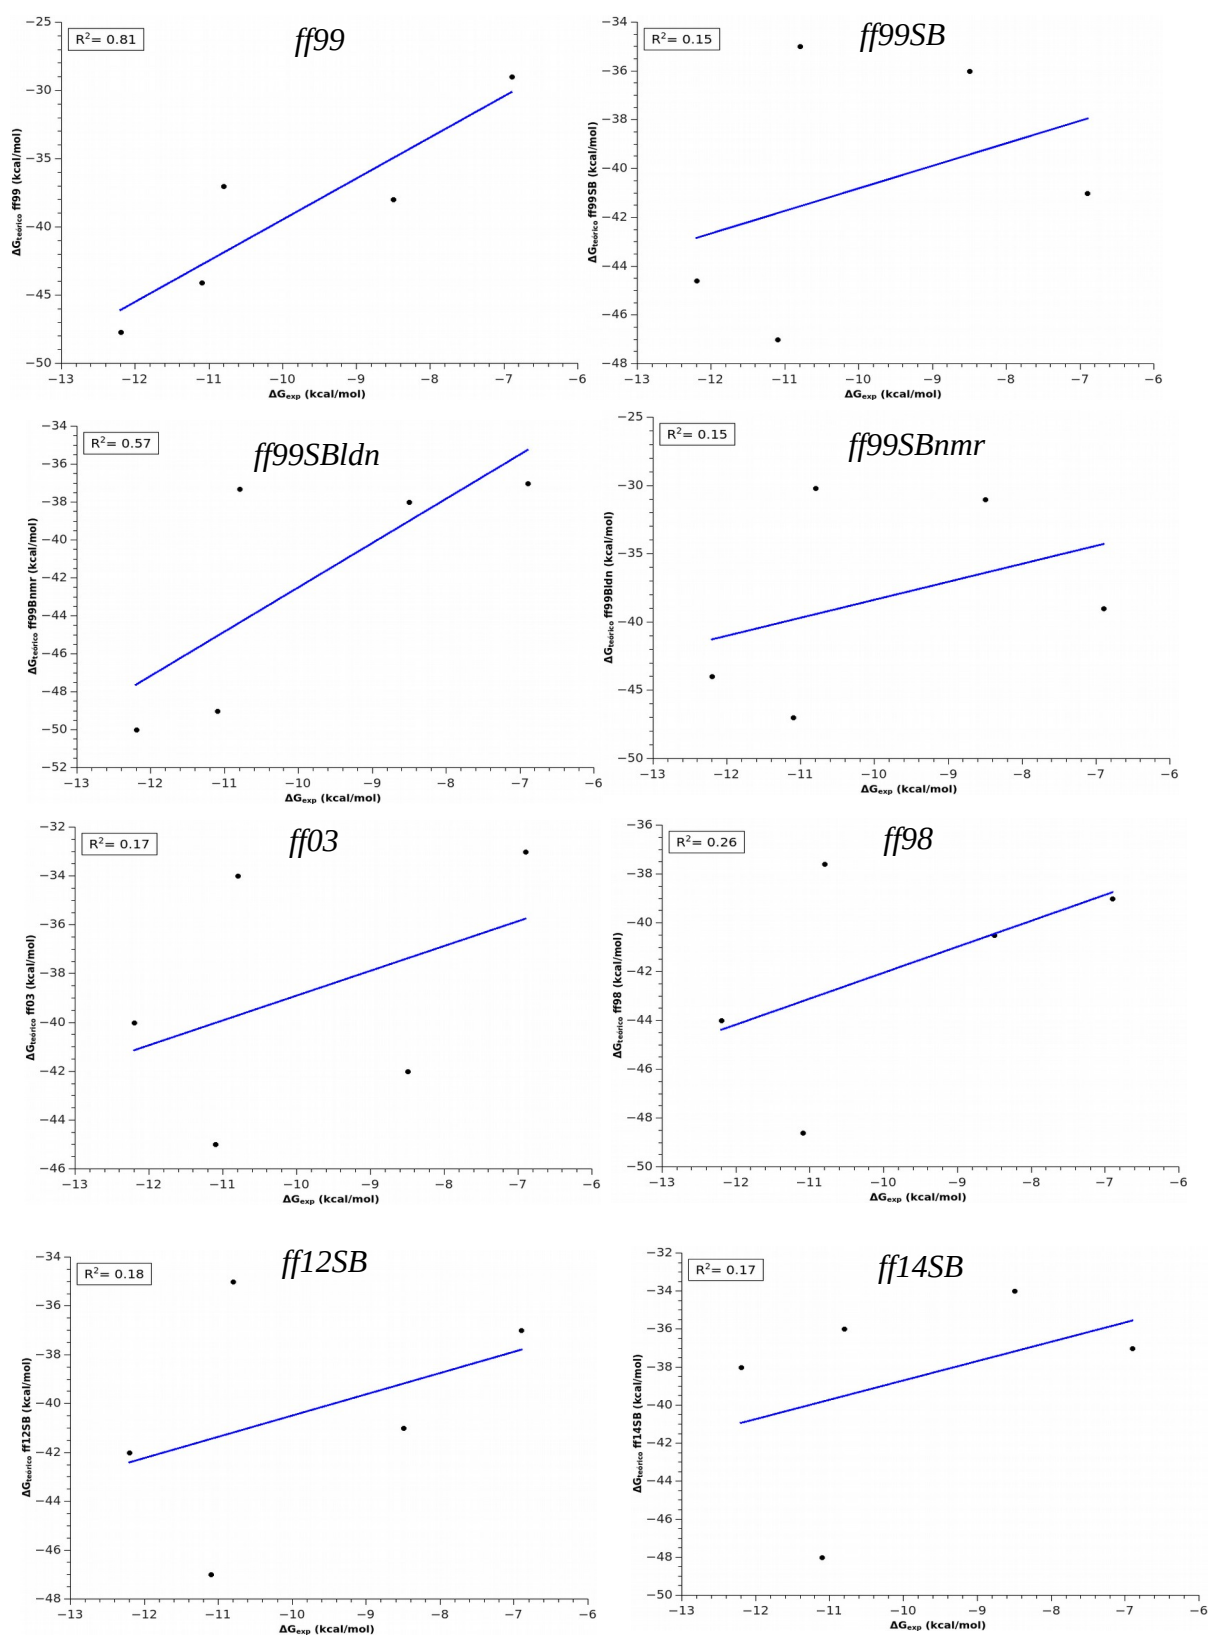 ff99
R²= 0.81
−25
−30
−35
−40
−45
−50
−13 −12 −11 −10 −9 −8 −7 −6
ΔGteórico ff99 (kcal/mol)
ΔGexp (kcal/mol)
ff99SB
R²= 0.15
−34
−36
−38
−40
−42
−44
−46
−48
−13 −12 −11 −10 −9 −8 −7 −6
ΔGteórico ff99SB (kcal/mol)
ΔGexp (kcal/mol)
ff99SBldn
R²= 0.57
−34
−36
−38
−40
−42
−44
−46
−48
−50
−52
−13 −12 −11 −10 −9 −8 −7 −6
ΔGteórico ff99Bnmr (kcal/mol)
ΔGexp (kcal/mol)
ff99SBnmr
R²= 0.15
−25
−30
−35
−40
−45
−50
−13 −12 −11 −10 −9 −8 −7 −6
ΔGteórico ff99Bldn (kcal/mol)
ΔGexp (kcal/mol)
ff03
R²= 0.17
−32
−34
−36
−38
−40
−42
−44
−46
−13 −12 −11 −10 −9 −8 −7 −6
ΔGteórico ff03 (kcal/mol)
ΔGexp (kcal/mol)
ff98
R²= 0.26
−36
−38
−40
−42
−44
−46
−48
−50
−13 −12 −11 −10 −9 −8 −7 −6
ΔGteórico ff98 (kcal/mol)
ΔGexp (kcal/mol)
ff12SB
R²= 0.18
−34
−36
−38
−40
−42
−44
−46
−48
−13 −12 −11 −10 −9 −8 −7 −6
ΔGteórico ff12SB (kcal/mol)
ΔGexp (kcal/mol)
ff14SB
R²= 0.17
−32
−34
−36
−38
−40
−42
−44
−46
−48
−50
−13 −12 −11 −10 −9 −8 −7 −6
ΔGteórico ff14SB (kcal/mol)
ΔGexp (kcal/mol)